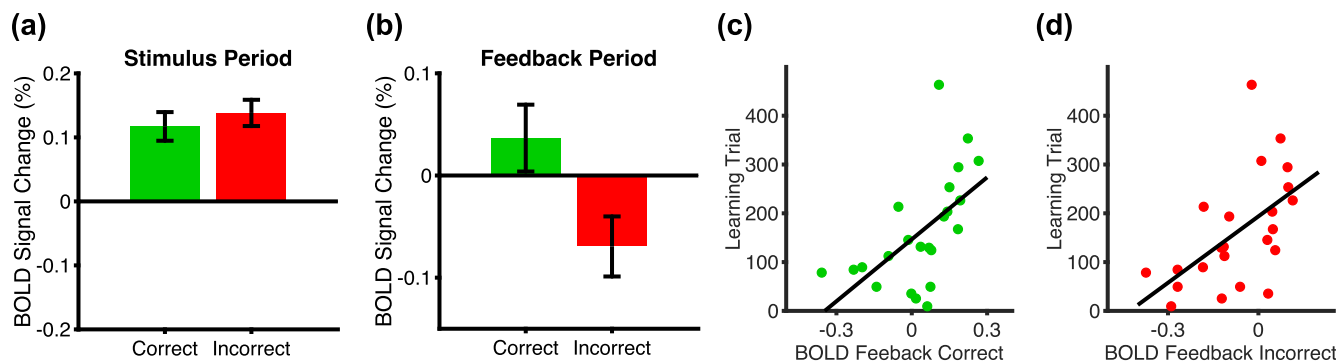 (a)
Stimulus Period
BOLD Signal Change (%)
0.2
0.1
0
-0.1
-0.2
Correct Incorrect
(b)
Feedback Period
BOLD Signal Change (%)
0.1
0
-0.1
Correct Incorrect
(c)
Learning Trial
400
300
200
100
0
-0.3 0 0.3
BOLD Feeback Correct
(d)
Learning Trial
400
300
200
100
0
-0.3 0
BOLD Feedback Incorrect